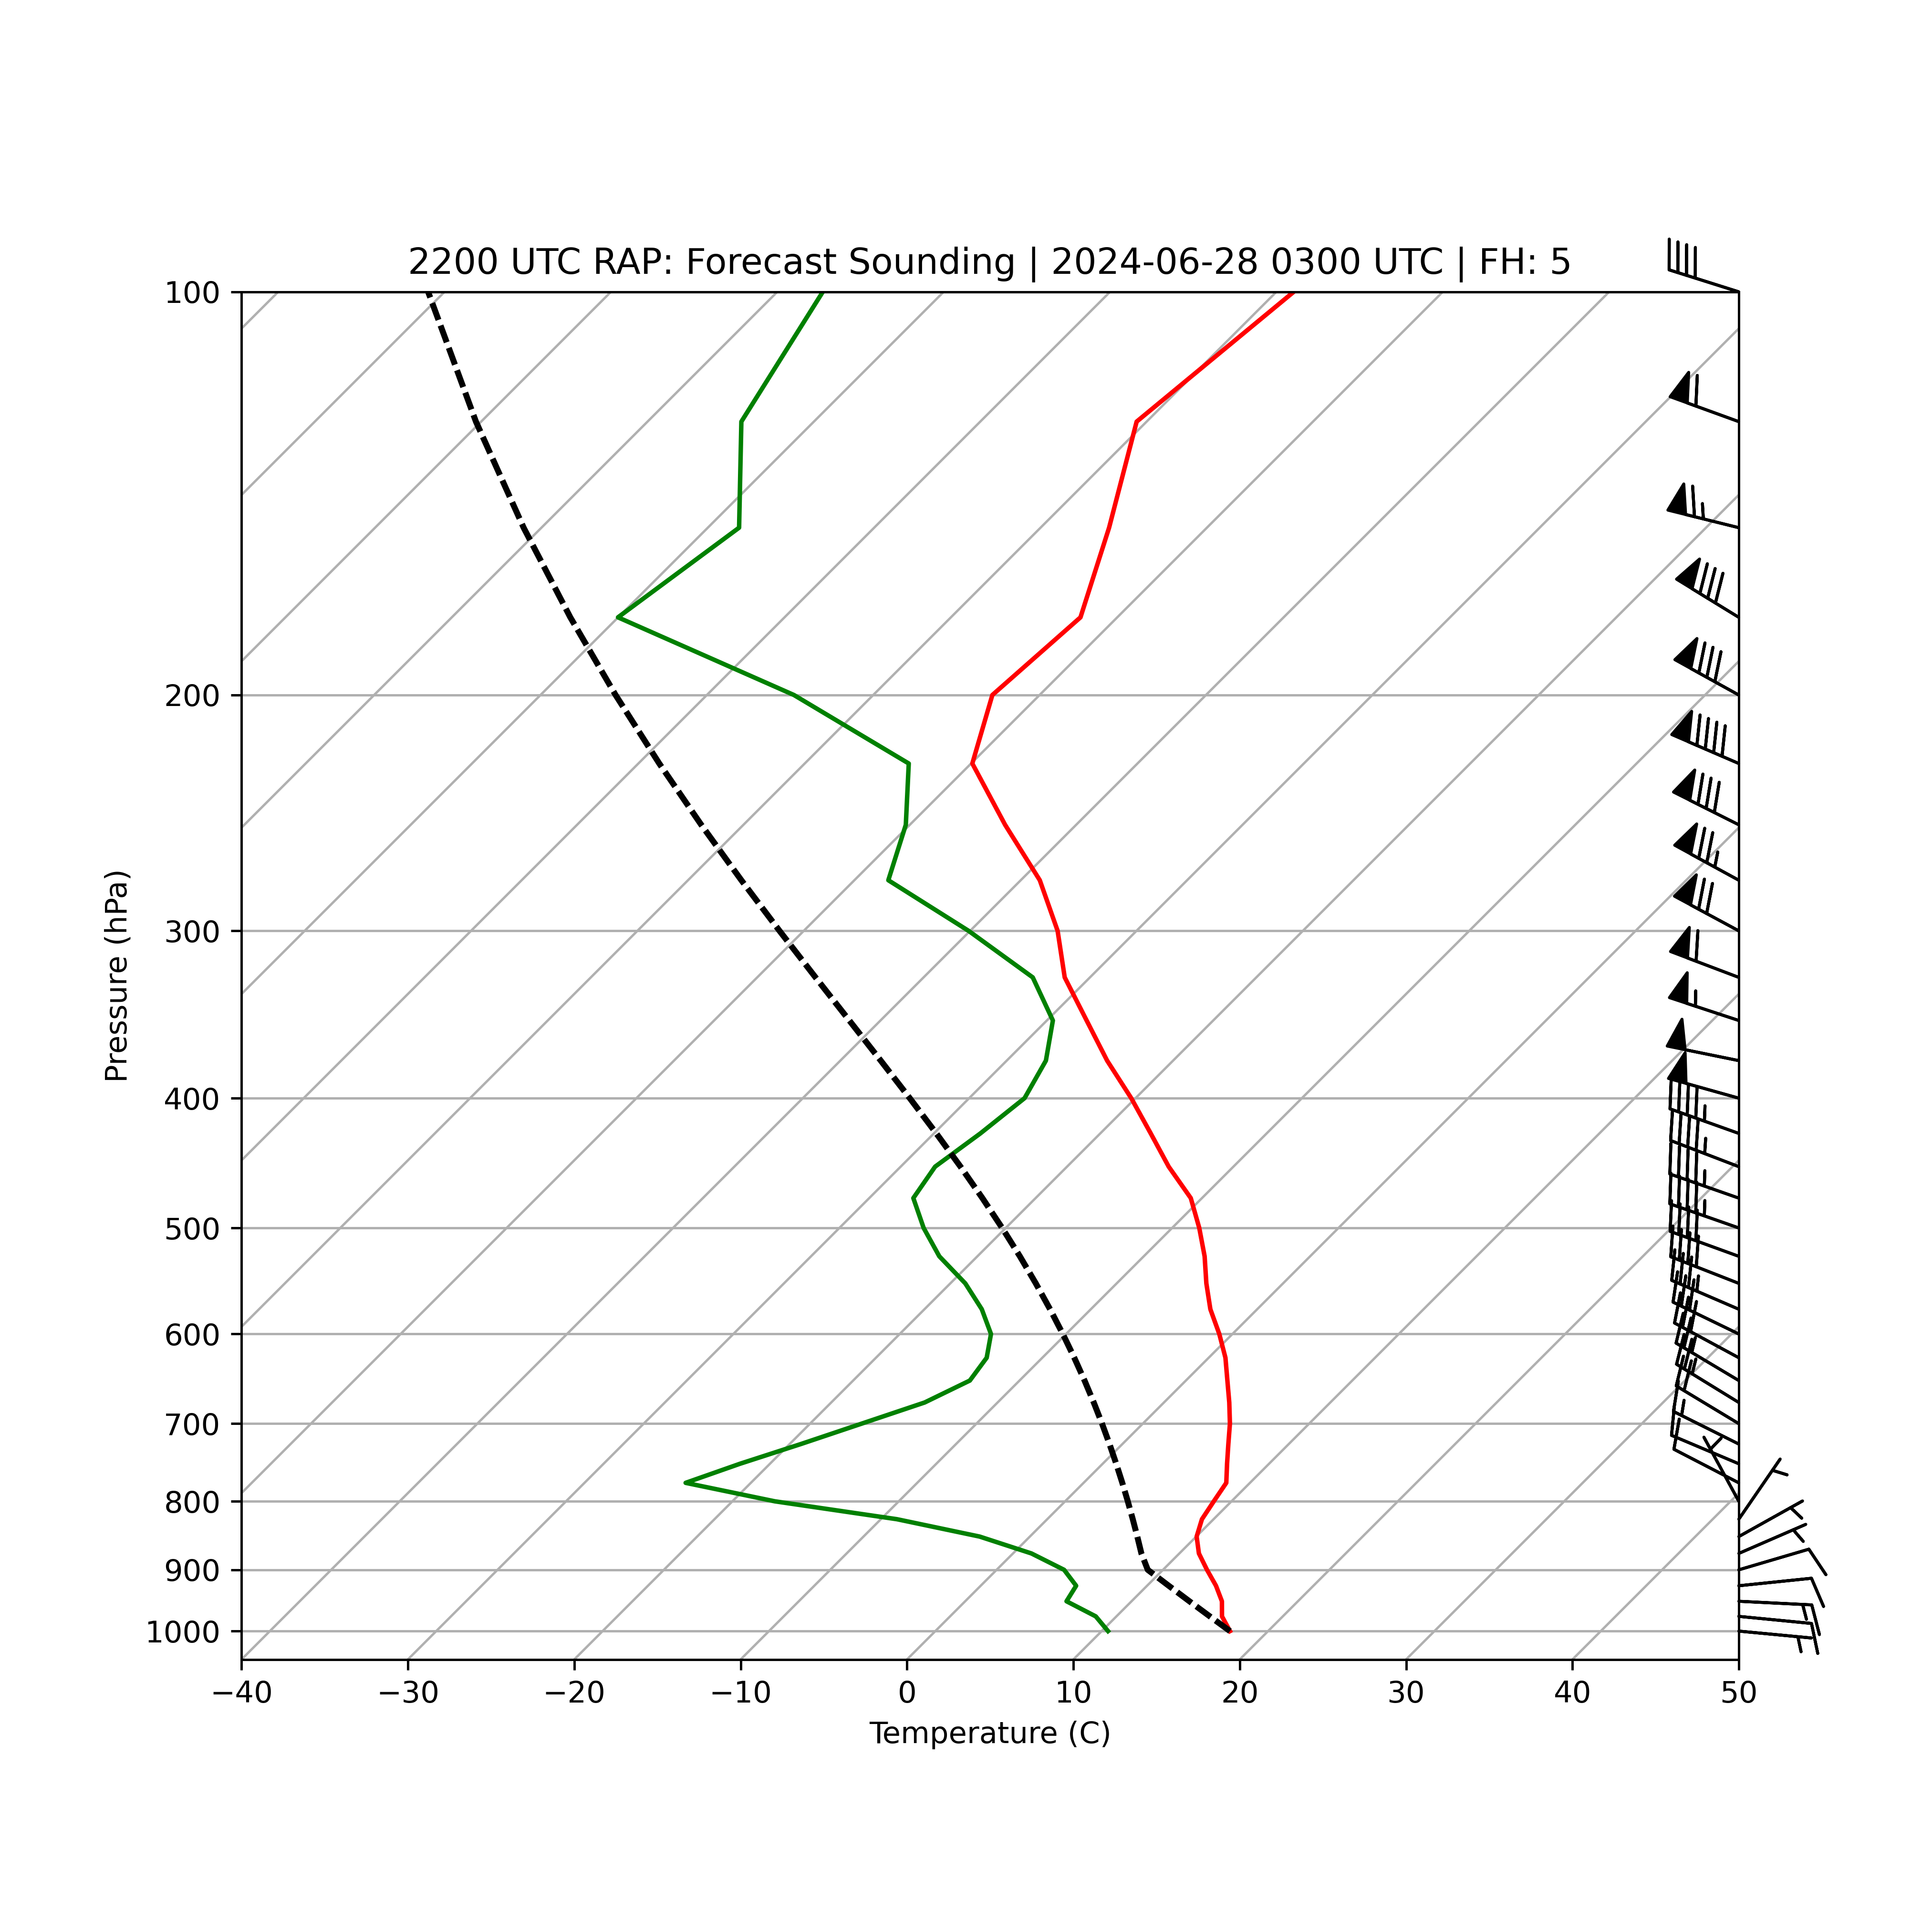 2200 UTC RAP: Forecast Sounding | 2024-06-28 0300 UTC | FH: 5
100
200
300
400
500
600
700
800
900
1000
Pressure (hPa)
−40 −30 −20 −10 0 10 20 30 40 50
Temperature (C)